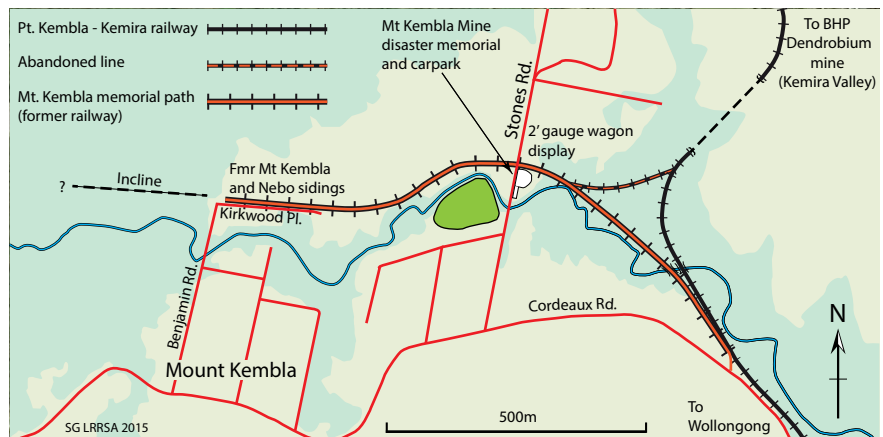 Pt. Kembla - Kemira railway
Abandoned line
Mt. Kembla memorial path
(former railway)
Mt Kembla Mine
disaster memorial
and carpark
To BHP
Dendrobium
mine
(Kemira Valley)
Stones Rd.
2' gauge wagon
display
?
Incline
Fmr Mt Kembla
and Nebo sidings
Kirkwood Pl.
Benjamin Rd.
Cordeaux Rd.
N
Mount Kembla
500m
To
Wollongong
SG LRRSA 2015